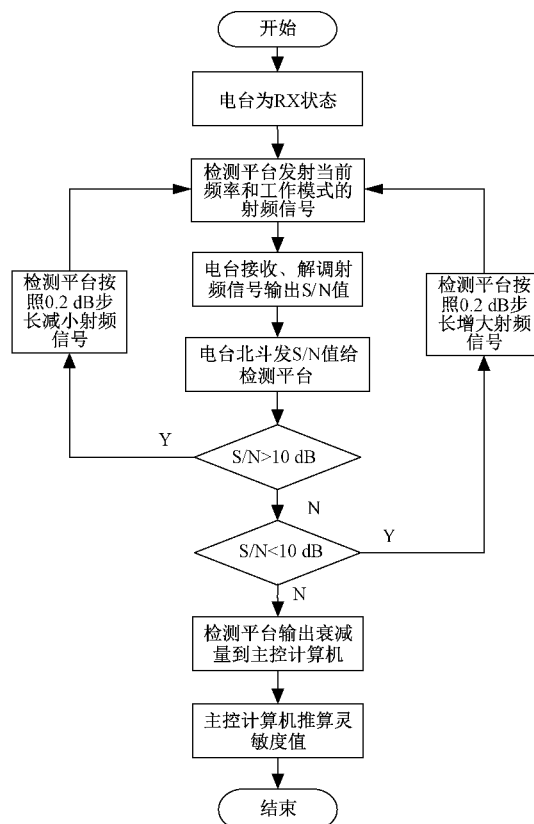 开始
电台为RX状态
检测平台发射当前
频率和工作模式的
射频信号
电台接收、解调射
频信号输出S/N值
检测平台按
照0.2 dB步
长减小射频
信号
检测平台按
照0.2 dB步
长增大射频
信号
电台北斗发S/N值给
检测平台
Y
S/N>10 dB
N
S/N<10 dB
Y
N
检测平台输出衰减
量到主控计算机
主控计算机推算灵
敏度值
结束